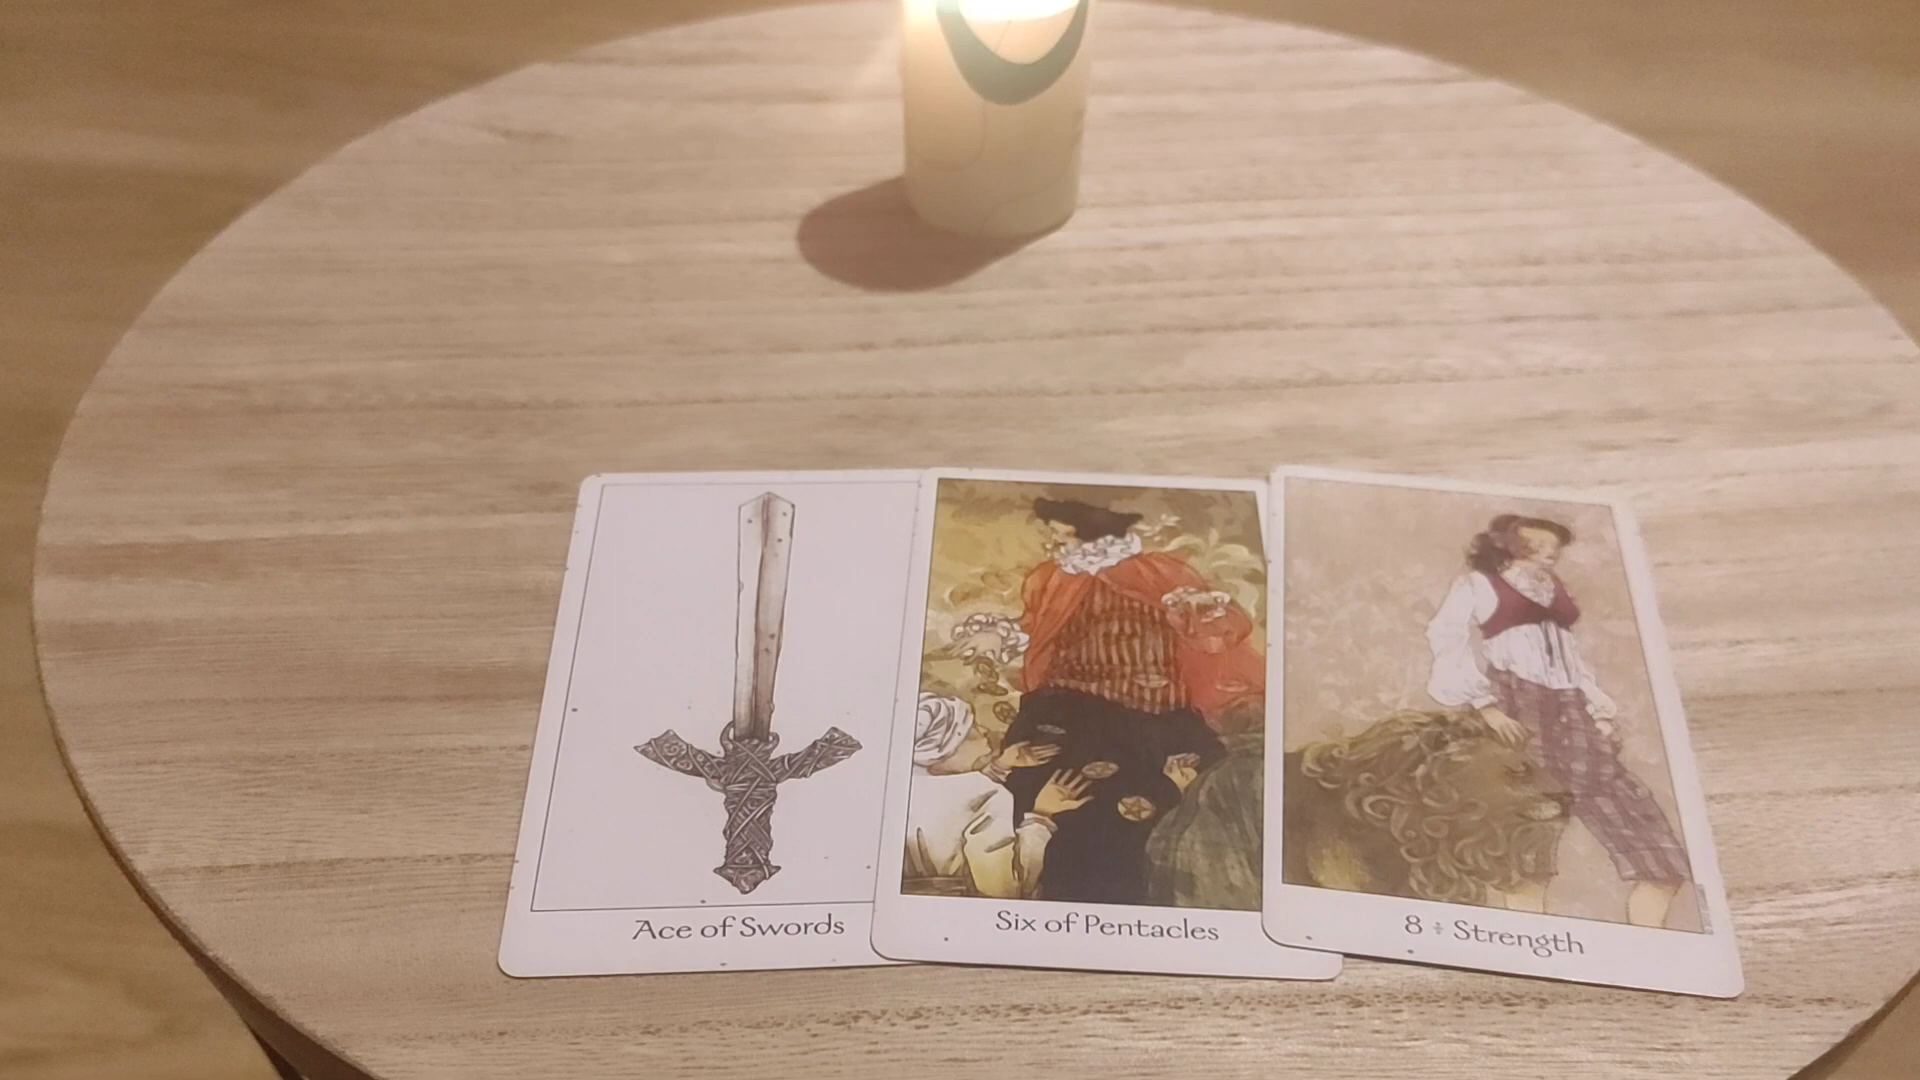 Ace of Swords
Six of Pentacles
8 ÷ Strength